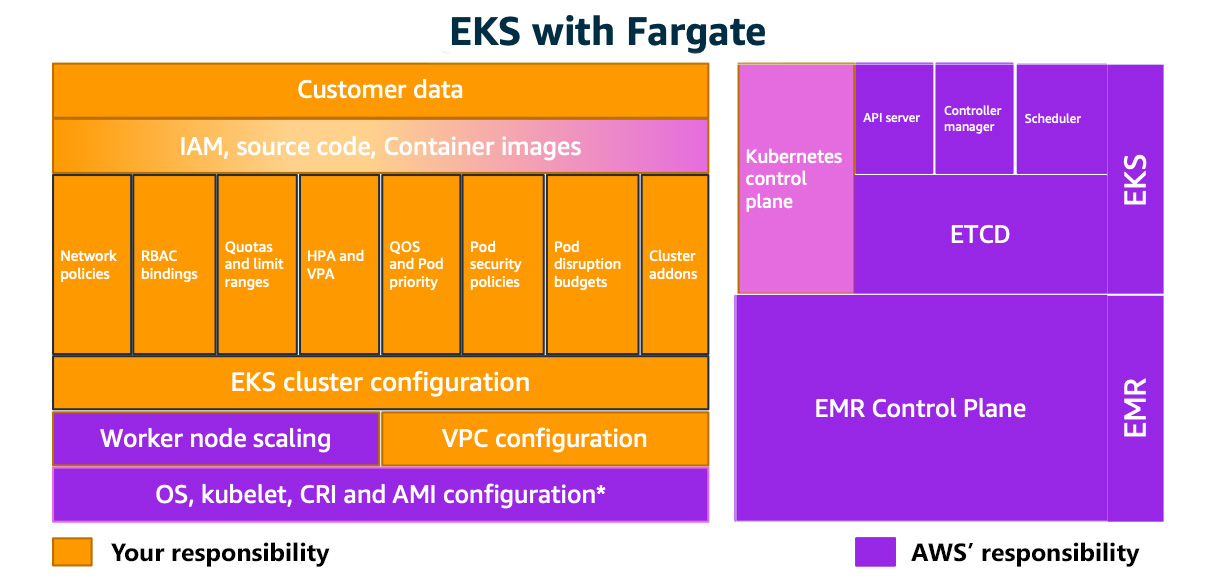 EKS with Fargate
Customer data
IAM, source code, Container images
Network
policies
RBAC
bindings
Quotas
and limit
ranges
HPA and
VPA
QOS
and Pod
priority
Pod
security
policies
Pod
disruption
budgets
Cluster
addons
EKS cluster configuration
Worker node scaling
VPC configuration
OS, kubelet, CRI and AMI configuration*
Kubernetes
control
plane
API server
Controller
manager
Scheduler
ETCD
EKS
EMR Control Plane
EMR
Your responsibility
AWS’ responsibility